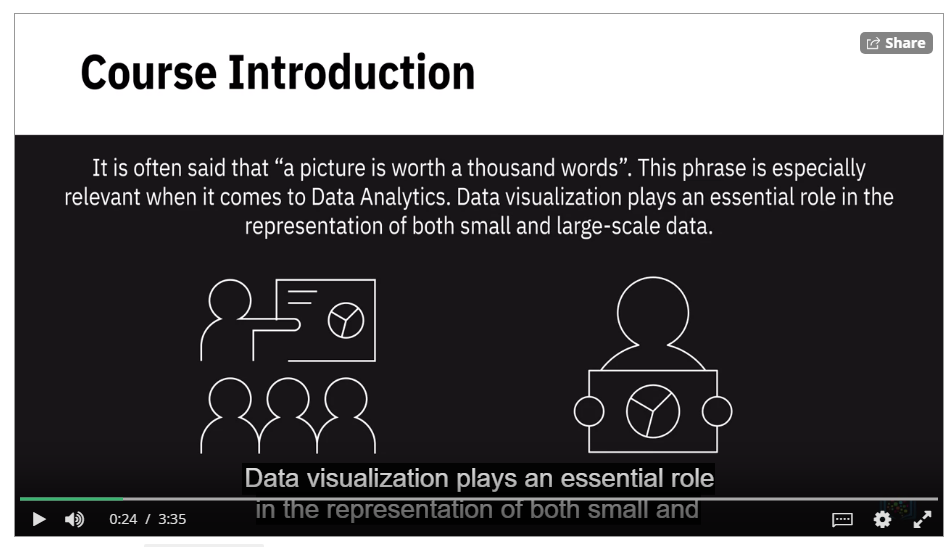 Course Introduction
Share
It is often said that “a picture is worth a thousand words”. This phrase is especially
relevant when it comes to Data Analytics. Data visualization plays an essential role in the
representation of both small and large-scale data.
Data visualization plays an essential role
in the representation of both small and
0:24 / 3:35